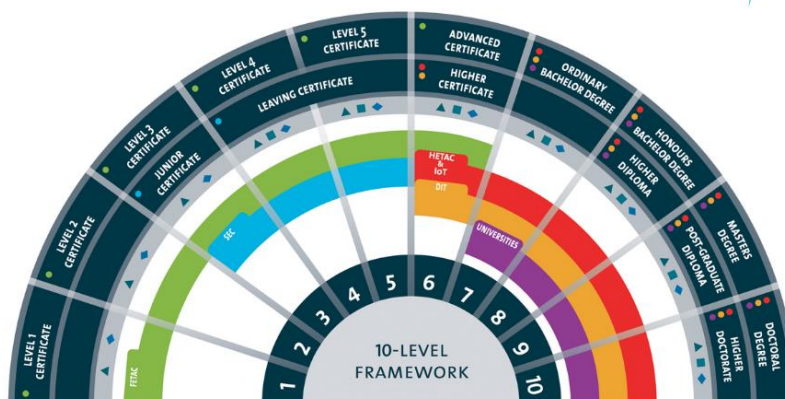 LEVEL 1
CERTIFICATE
LEVEL 2
CERTIFICATE
LEVEL 3
CERTIFICATE
LEVEL 4
CERTIFICATE
LEVEL 5
CERTIFICATE
ADVANCED
CERTIFICATE
ORDINARY
BACHELOR DEGREE
HONOURS
BACHELOR DEGREE
MASTERS
DEGREE
DOCTORAL
DEGREE
JUNIOR
CERTIFICATE
LEAVING CERTIFICATE
HIGHER
CERTIFICATE
HIGHER
DIPLOMA
POST-GRADUATE
DIPLOMA
HIGHER
DOCTORATE
FETAC
SEC
HETAC
&
IoT
DIT
UNIVERSITIES
1
2
3
4
5
6
7
8
9
10
10-LEVEL
FRAMEWORK